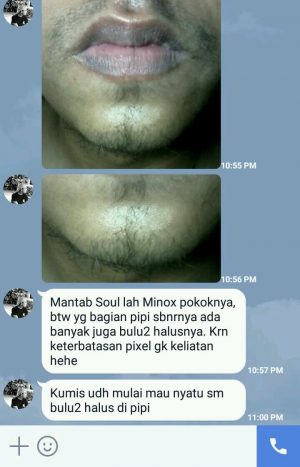 10:55 PM
10:56 PM
Mantab Soul lah Minox pokoknya,
btw yg bagian pipi sbnrnya ada
banyak juga bulu2 halusnya. Krn
keterbatasan pixel gk keliatan
hehe
10:57 PM
Kumis udh mulai mau nyatu sm
bulu2 halus di pipi
11:00 PM